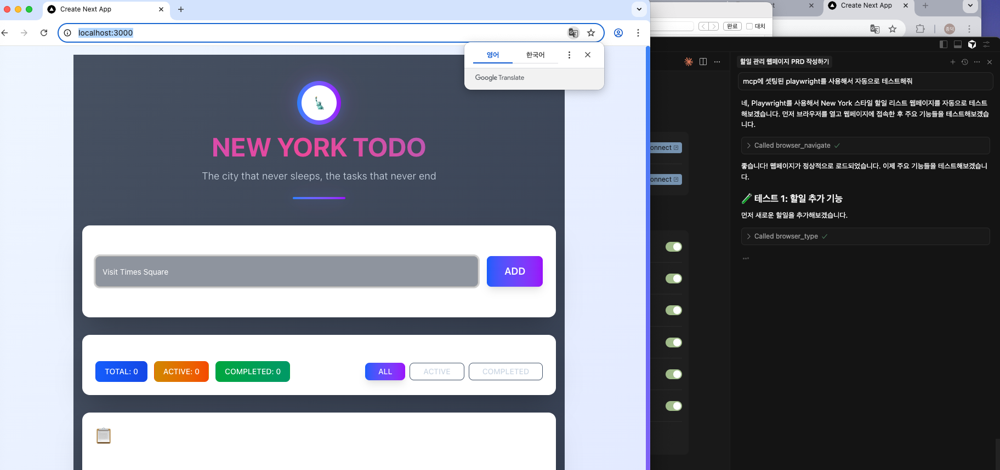 Create Next App
localhost:3000
영어
한국어
Google Translate
NEW YORK TODO
The city that never sleeps, the tasks that never end
Visit Times Square
ADD
TOTAL: 0
ACTIVE: 0
COMPLETED: 0
ALL
ACTIVE
COMPLETED
완료
대치
Create Next App
종덕
onnect
onnect
할일 관리 웹페이지 PRD 작성하기
mcp에 셋팅된 playwright를 사용해서 자동으로 테스트해줘
네, Playwright를 사용해서 New York 스타일 할일 리스트 웹페이지를 자동으로 테스트
해보겠습니다. 먼저 브라우저를 열고 웹페이지에 접속한 후 주요 기능들을 테스트해보겠습
니다.
Called browser_navigate
좋습니다! 웹페이지가 정상적으로 로드되었습니다. 이제 주요 기능들을 테스트해보겠습니
다.
테스트 1: 할일 추가 기능
먼저 새로운 할일을 추가해보겠습니다.
Called browser_type